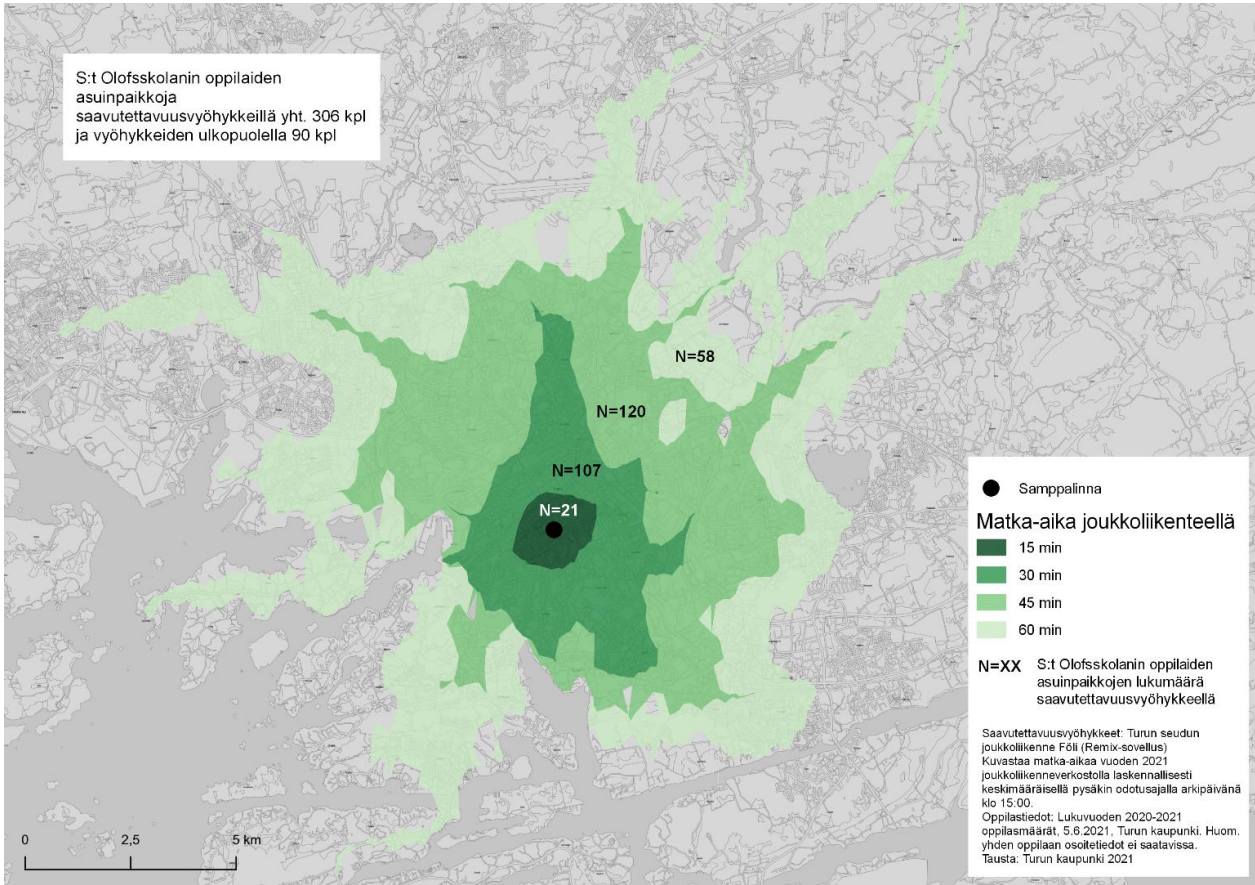 S:t Olofsskolanin oppilaiden
asuinpaikkoja
saavutettavuusvyöhykkeillä yht. 306 kpl
ja vyöhykkeiden ulkopuolella 90 kpl
N=58
N=120
N=107
N=21
Samppalinna
Matka-aika joukkoliikenteellä
15 min
30 min
45 min
60 min
N=XX S:t Olofsskolanin oppilaiden
asuinpaikkojen lukumäärä
saavutettavuusvyöhykkeellä
Saavutettavuusvyöhykkeet: Turun seudun
joukkoliikenne Föli (Remix-sovellus)
Kuvastaa matka-aikaa vuoden 2021
joukkoliikenneverkostolla laskennallisesti
keskimääräisellä pysäkin odotusajalla arkipäivänä
klo 15:00.
Oppilastiedot: Lukuvuoden 2020-2021
oppilasmäärät, 5.6.2021, Turun kaupunki. Huom.
yhden oppilaan osoitetiedot ei saatavissa.
Tausta: Turun kaupunki 2021
0 2,5 5 km